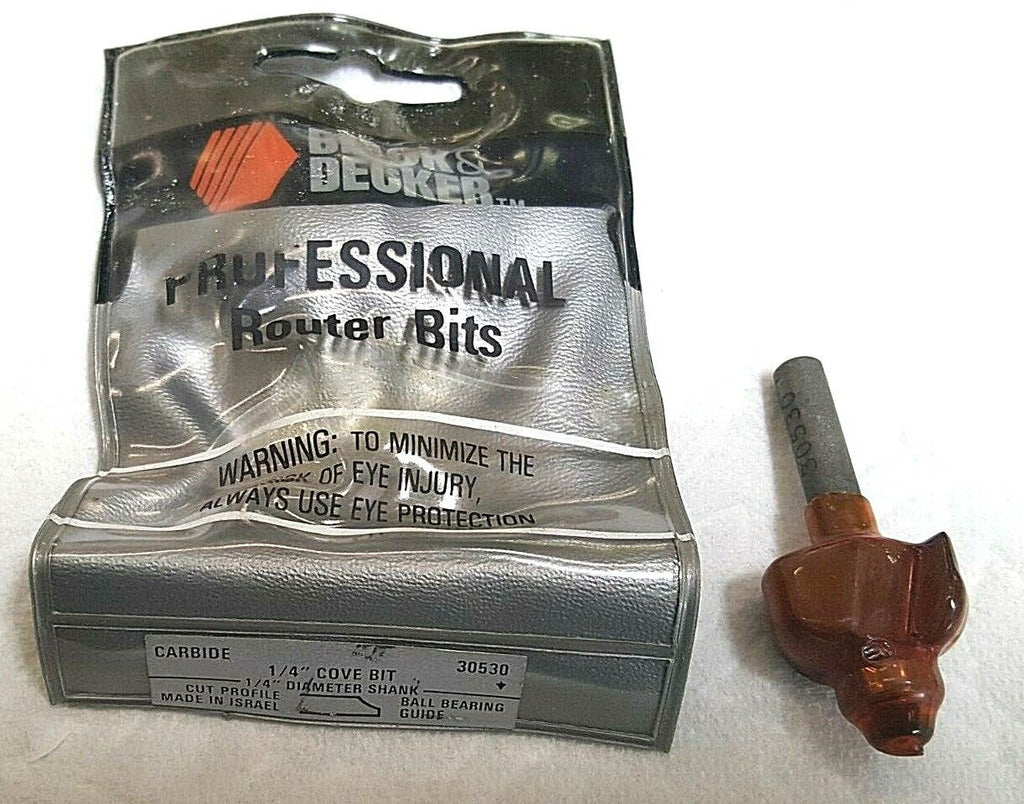 BLACK &
DECKER™
PROFESSIONAL
Router Bits
WARNING: TO MINIMIZE THE
RISK OF EYE INJURY,
ALWAYS USE EYE PROTECTION
CARBIDE 30530
1/4" COVE BIT
1/4" DIAMETER SHANK
CUT PROFILE BALL BEARING
MADE IN ISRAEL GUIDE
30530